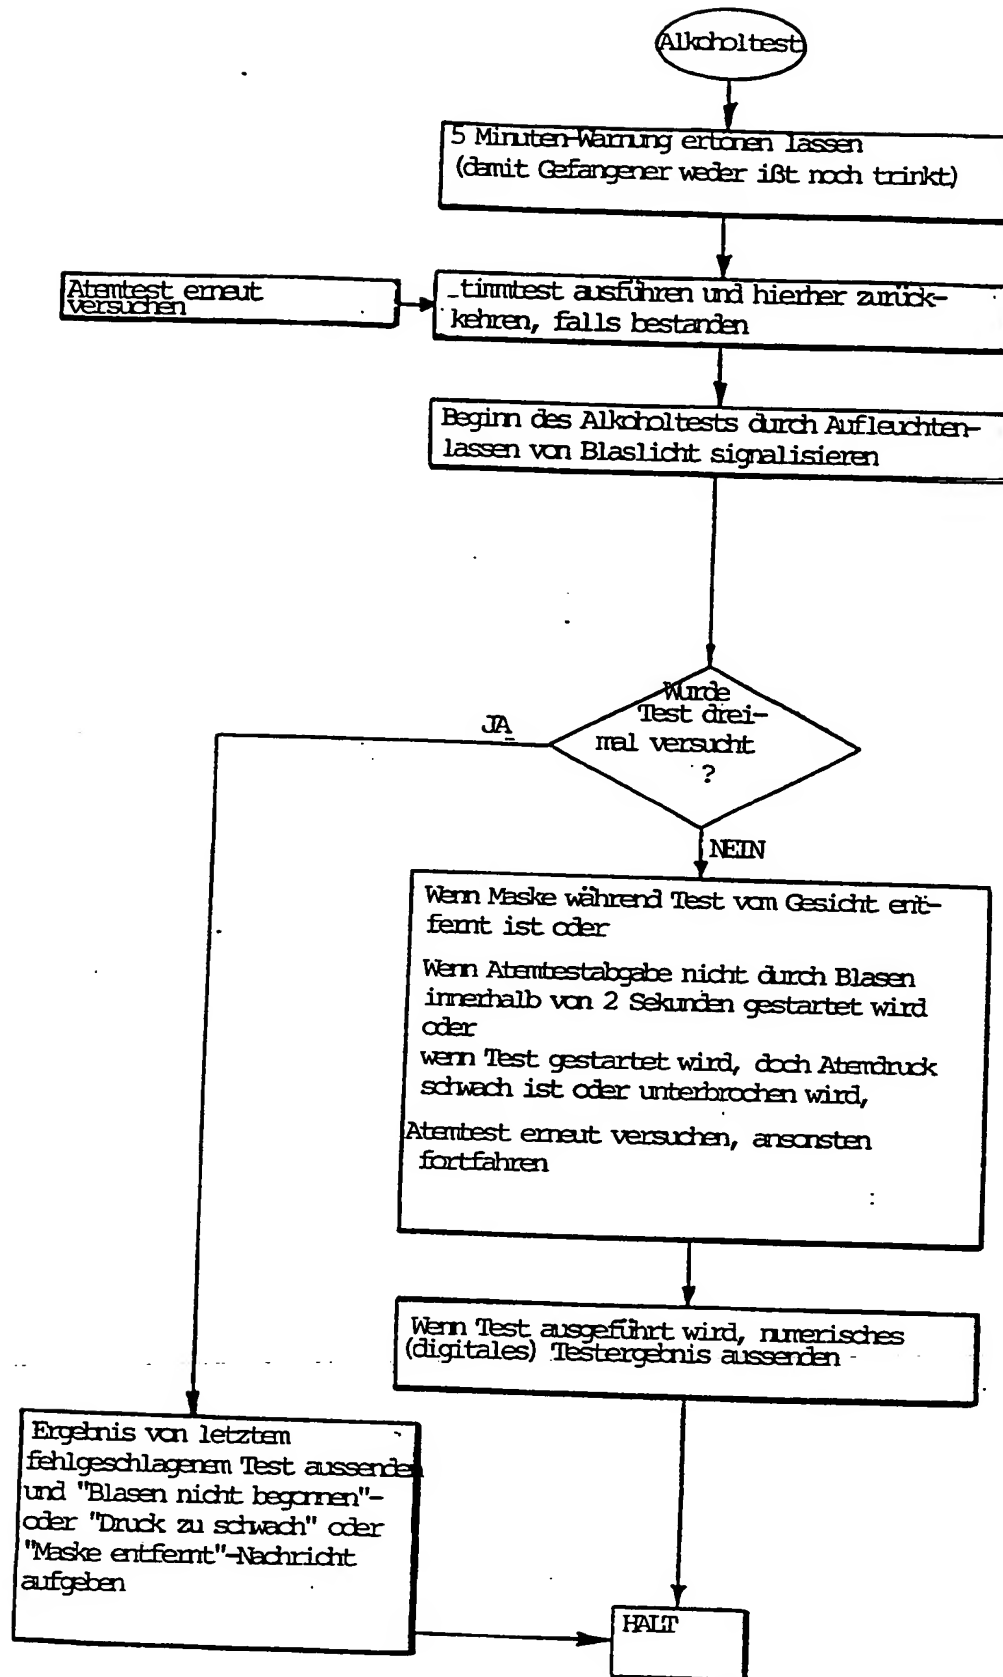 Alkoholtest
5 Minuten-Warnung ertönen lassen
(damit Gefangener weder ißt noch trinkt)
Atemtest erneut
versuchen
timmtest ausführen und hierher zurück-
kehren, falls bestanden
Beginn des Alkoholtests durch Aufleuchten-
lassen von Blaslicht signalisieren
Wurde
Test drei-
mal versucht
?
JA
NEIN
Wenn Maske während Test vom Gesicht ent-
fernt ist oder
Wenn Atemtestabgabe nicht durch Blasen
innerhalb von 2 Sekunden gestartet wird
oder
wenn Test gestartet wird, doch Atemdruck
schwach ist oder unterbrochen wird,
Atemtest erneut versuchen, ansonsten
fortfahren
Wenn Test ausgeführt wird, numerisches
(digitales) Testergebnis aussenden
Ergebnis von letztem
fehlgeschlagenem Test aussenden
und "Blasen nicht begonnen"-
oder "Druck zu schwach" oder
"Maske entfernt"-Nachricht
aufgeben
HALT